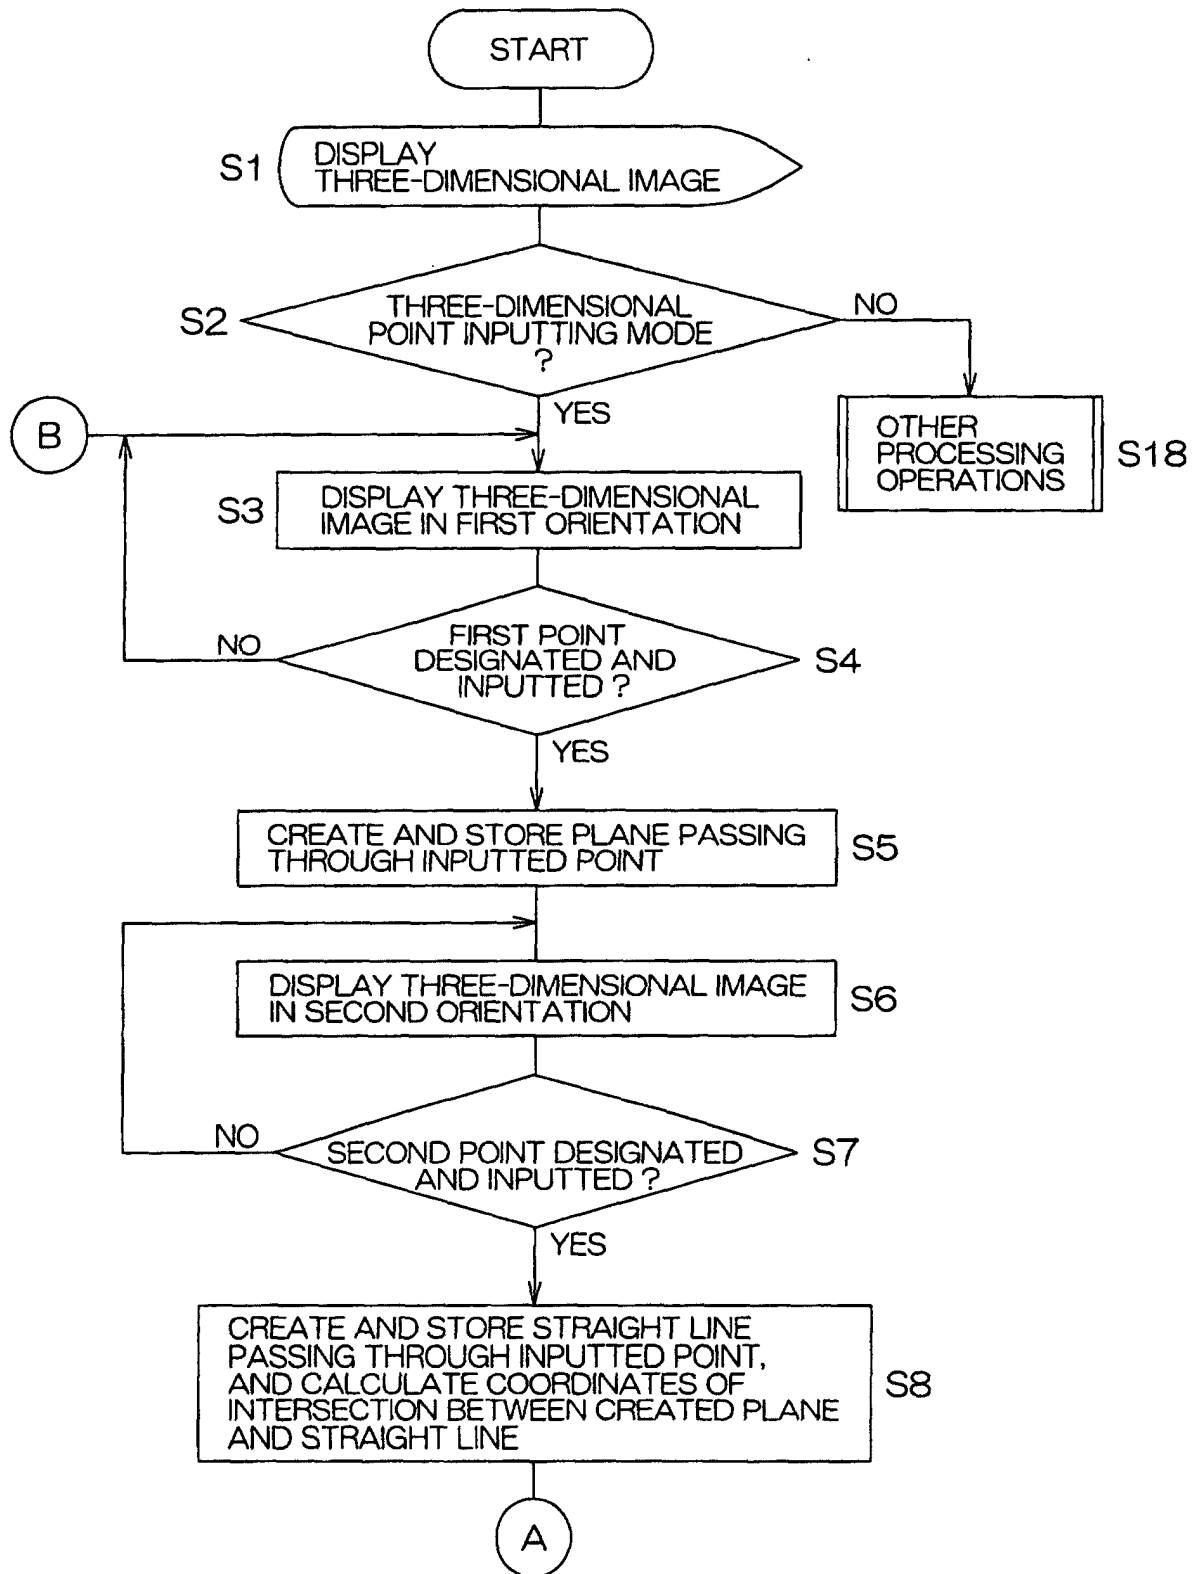 START
S1
DISPLAY
THREE-DIMENSIONAL IMAGE
S2
THREE-DIMENSIONAL
POINT INPUTTING MODE
?
NO
YES
B
OTHER
PROCESSING
OPERATIONS
S18
S3
DISPLAY THREE-DIMENSIONAL
IMAGE IN FIRST ORIENTATION
NO
FIRST POINT
DESIGNATED AND
INPUTTED ?
S4
YES
CREATE AND STORE PLANE PASSING
THROUGH INPUTTED POINT
S5
DISPLAY THREE-DIMENSIONAL IMAGE
IN SECOND ORIENTATION
S6
NO
SECOND POINT DESIGNATED
AND INPUTTED ?
S7
YES
CREATE AND STORE STRAIGHT LINE
PASSING THROUGH INPUTTED POINT,
AND CALCULATE COORDINATES OF
INTERSECTION BETWEEN CREATED PLANE
AND STRAIGHT LINE
S8
A